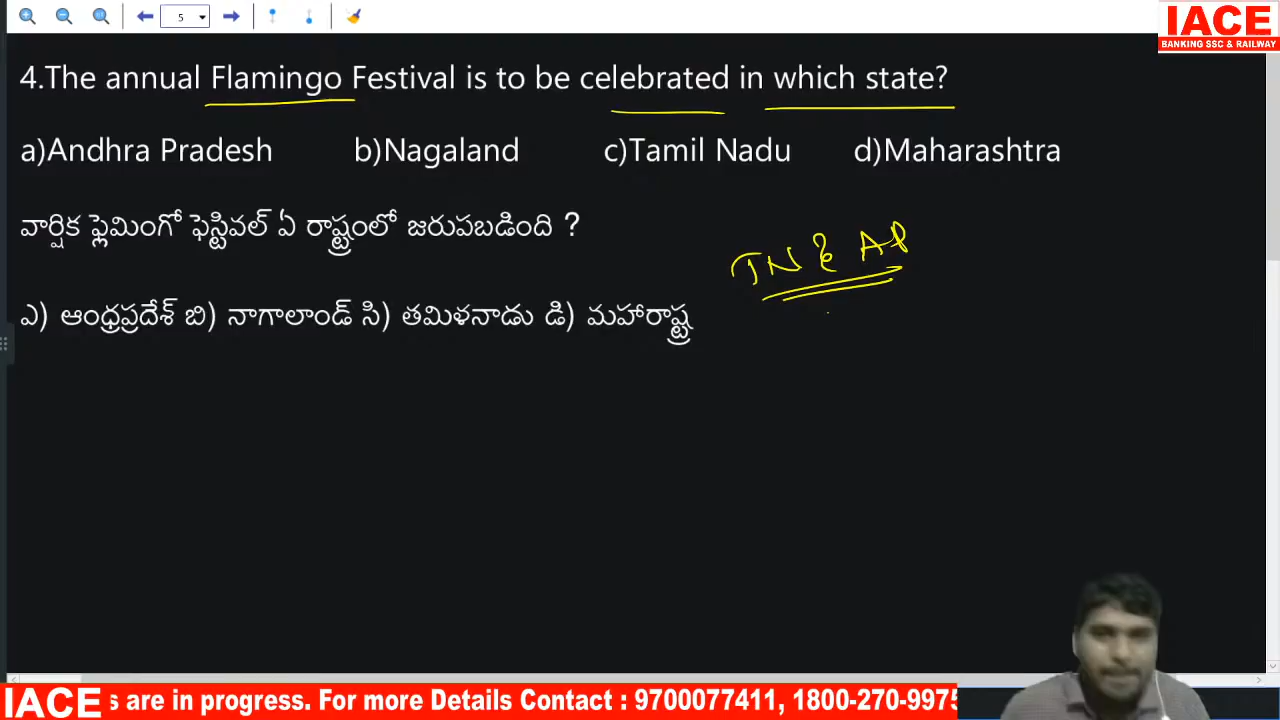 5
IACE
BANKING SSC & RAILWAY
4.The annual Flamingo Festival is to be celebrated in which state?
a)Andhra Pradesh b)Nagaland c)Tamil Nadu d)Maharashtra
వార్షిక ఫ్లెమింగో ఫెస్టివల్ ఏ రాష్ట్రంలో జరుపబడింది ?
TN & AP
ఎ) ఆంధ్రప్రదేశ్ బి) నాగాలాండ్ సి) తమిళనాడు డి) మహారాష్ట్ర
IACE s are in progress. For more Details Contact : 9700077411, 1800-270-9975